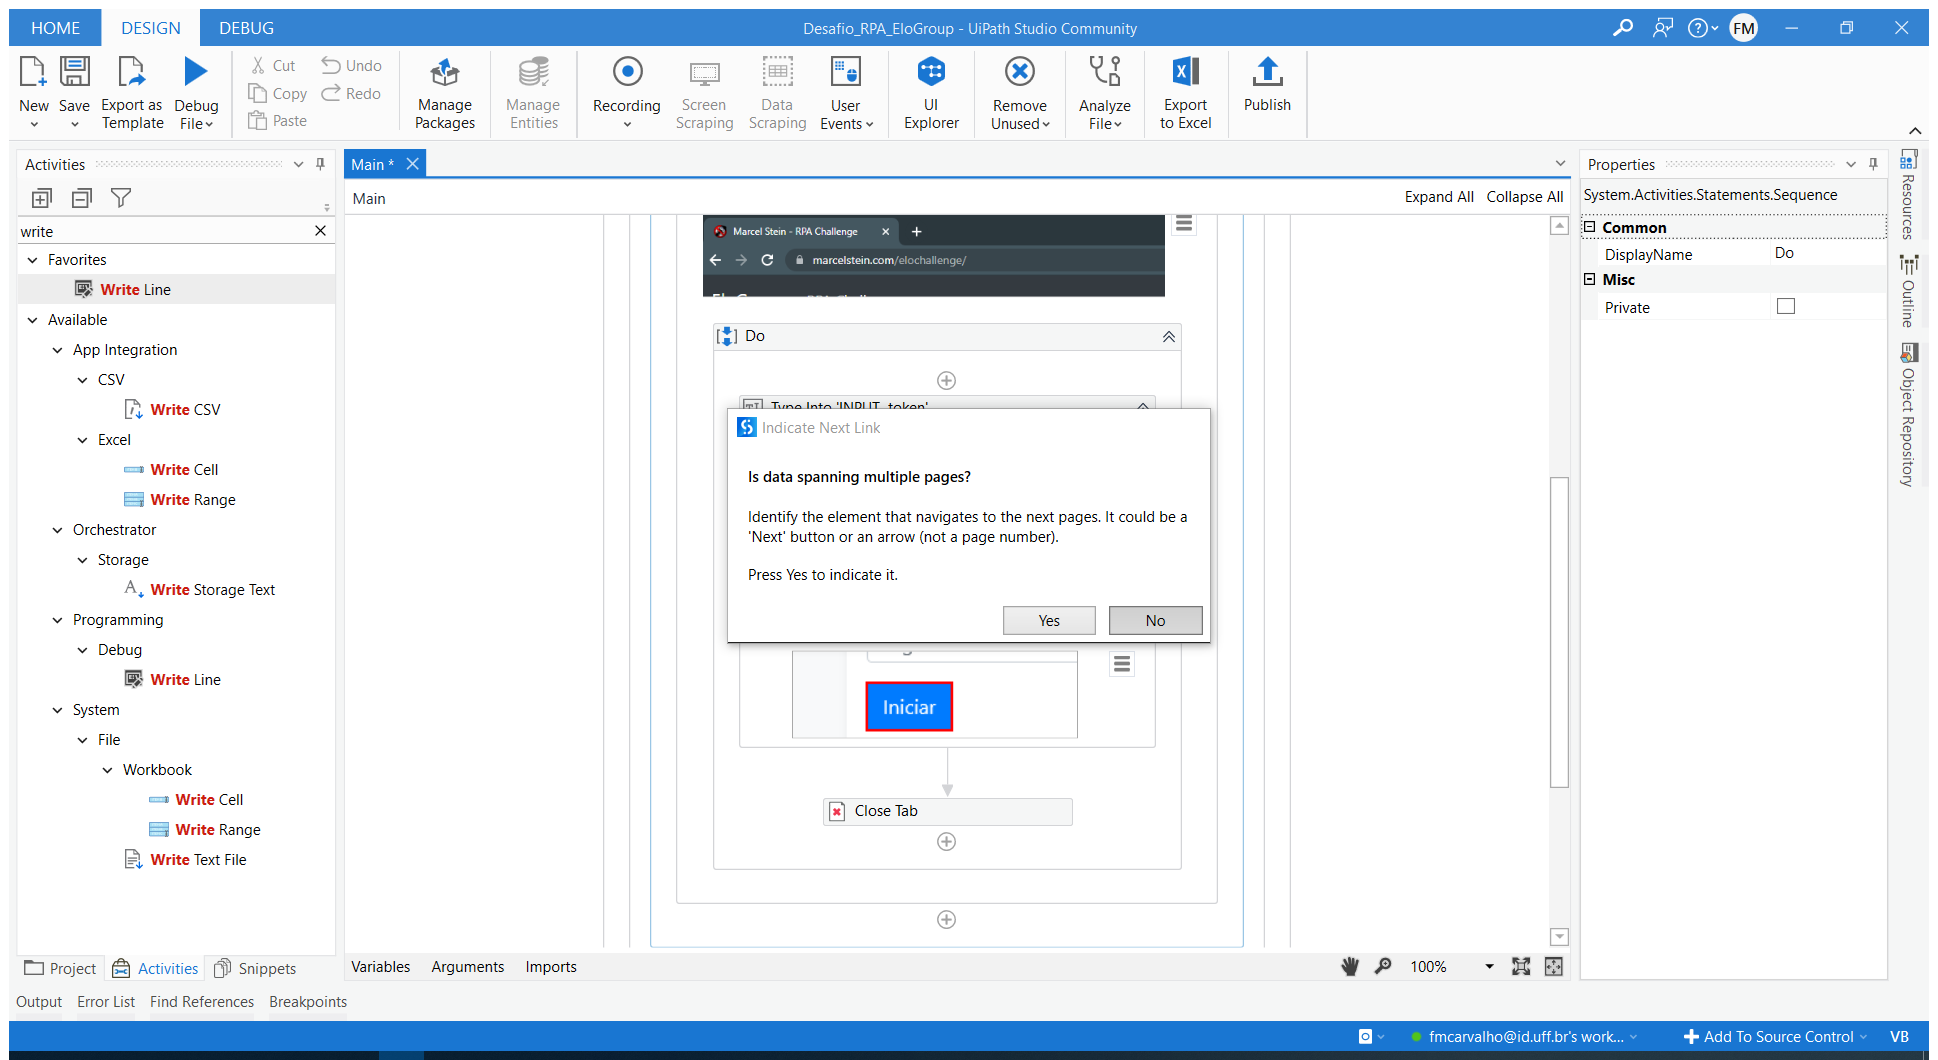 HOME DESIGN DEBUG
Desafio_RPA_EloGroup - UiPath Studio Community
FM
New Save Export as Template Debug File
Cut Copy Paste Undo Redo
Manage Packages
Manage Entities
Recording
Screen Scraping
Data Scraping
User Events
UI Explorer
Remove Unused
Analyze File
Export to Excel
Publish
Activities
write
Favorites
Write Line
Available
App Integration
CSV
Write CSV
Excel
Write Cell
Write Range
Orchestrator
Storage
Write Storage Text
Programming
Debug
Write Line
System
File
Workbook
Write Cell
Write Range
Write Text File
Project Activities Snippets
Main *
Main
Expand All Collapse All
Marcel Stein - RPA Challenge
marcelstein.com/elochallenge/
Do
Type Into 'INPUT token'
Indicate Next Link
Is data spanning multiple pages?
Identify the element that navigates to the next pages. It could be a
'Next' button or an arrow (not a page number).
Press Yes to indicate it.
Yes No
Iniciar
Close Tab
Variables Arguments Imports
100%
Properties
System.Activities.Statements.Sequence
Common
DisplayName Do
Misc
Private
Resources
Outline
Object Repository
Output Error List Find References Breakpoints
fmcarvalho@id.uff.br's work...
Add To Source Control
VB